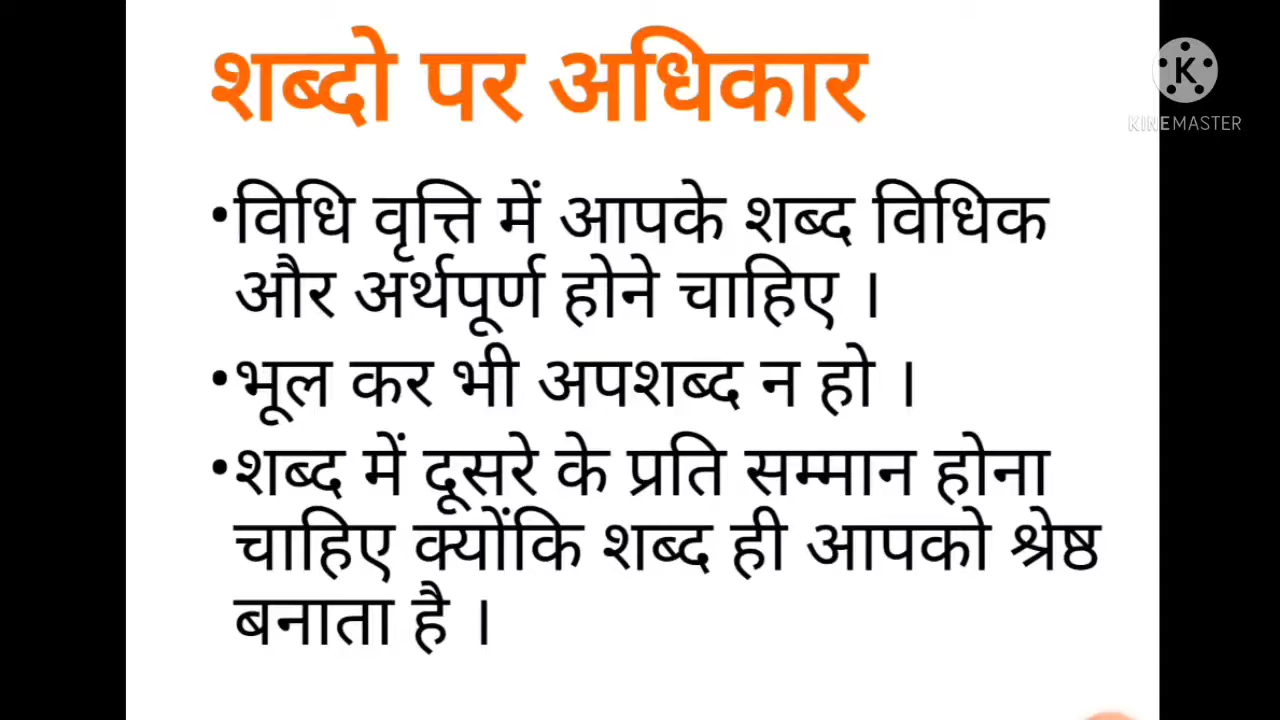 शब्दो पर अधिकार
KINEMASTER
•विधि वृत्ति में आपके शब्द विधिक
और अर्थपूर्ण होने चाहिए ।
•भूल कर भी अपशब्द न हो ।
•शब्द में दूसरे के प्रति सम्मान होना
चाहिए क्योंकि शब्द ही आपको श्रेष्ठ
बनाता है ।